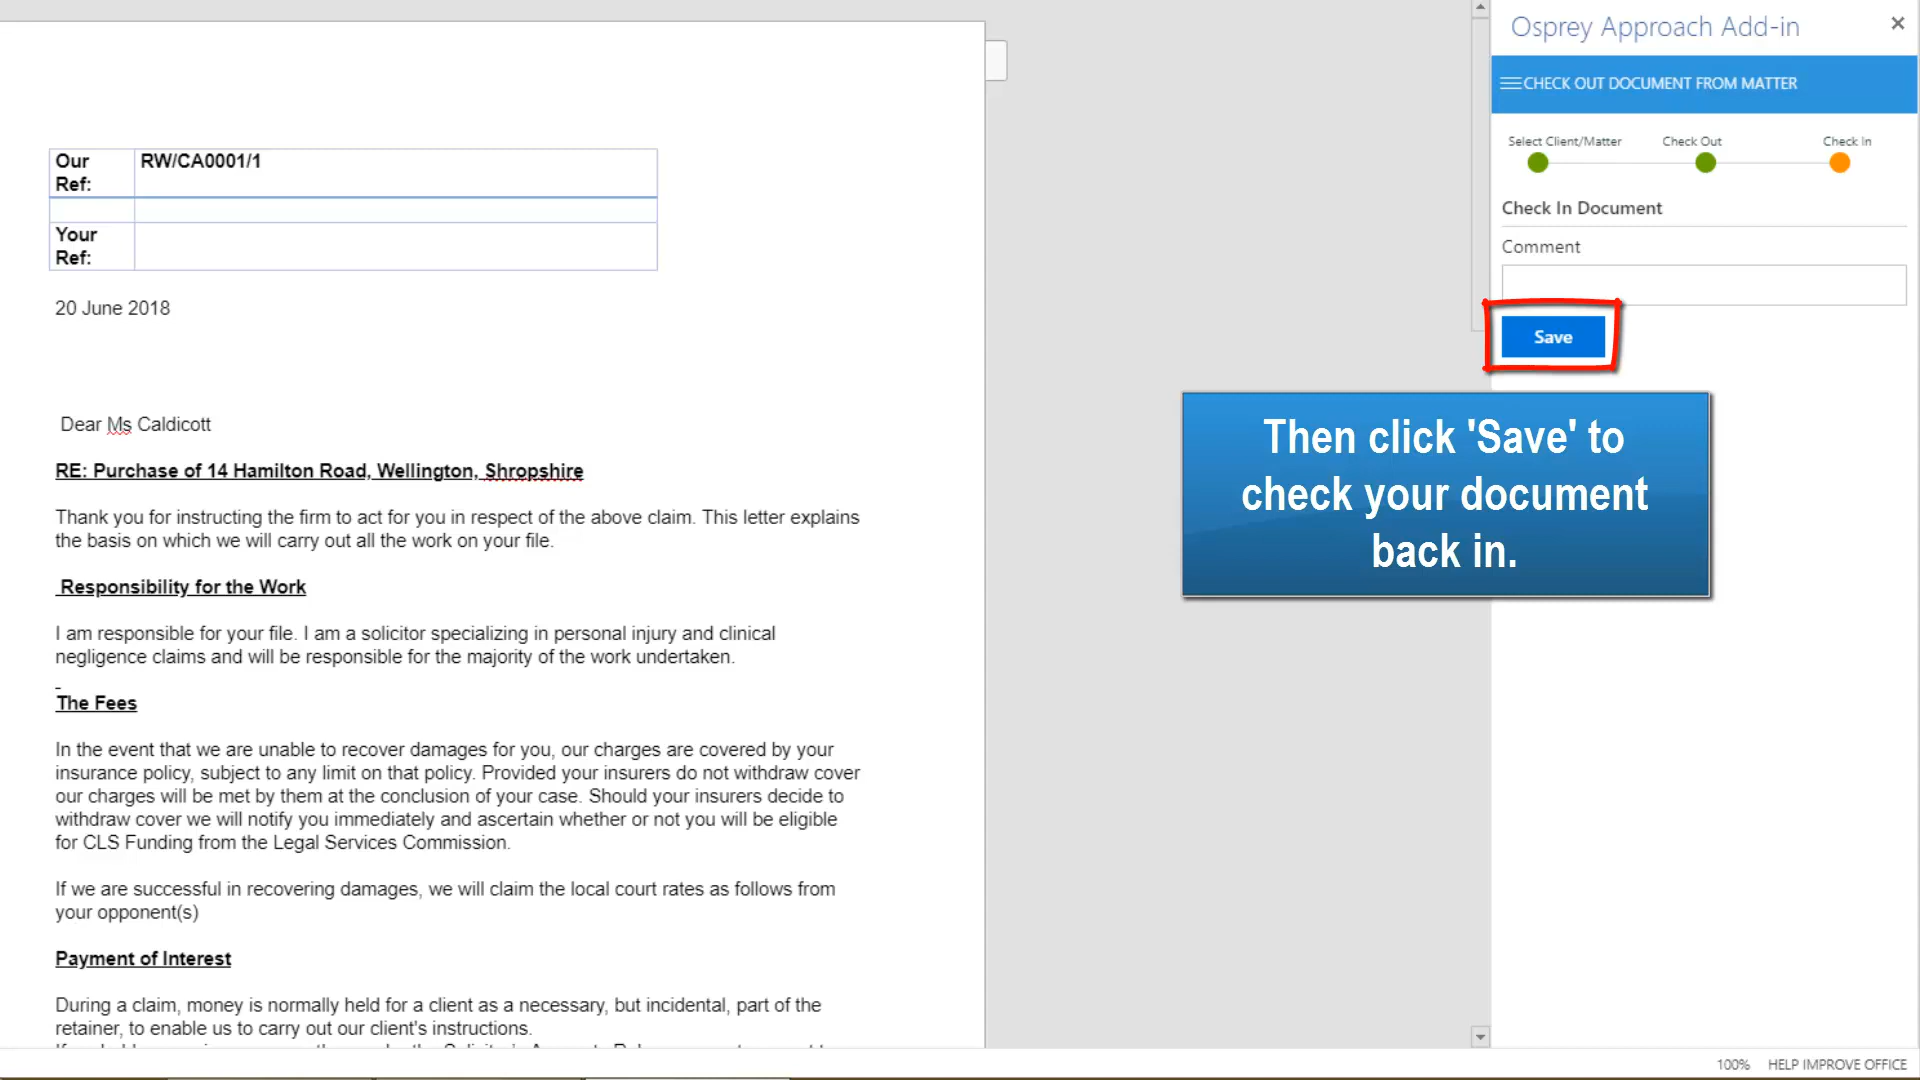 Osprey Approach Add-in
CHECK OUT DOCUMENT FROM MATTER
Select Client/Matter
Check Out
Check In
Check In Document
Comment
Save
Then click 'Save' to
check your document
back in.
Our
Ref:
RW/CA0001/1
Your
Ref:
20 June 2018
Dear Ms Caldicott
RE: Purchase of 14 Hamilton Road, Wellington, Shropshire
Thank you for instructing the firm to act for you in respect of the above claim. This letter explains
the basis on which we will carry out all the work on your file.
Responsibility for the Work
I am responsible for your file. I am a solicitor specializing in personal injury and clinical
negligence claims and will be responsible for the majority of the work undertaken.
The Fees
In the event that we are unable to recover damages for you, our charges are covered by your
insurance policy, subject to any limit on that policy. Provided your insurers do not withdraw cover
our charges will be met by them at the conclusion of your case. Should your insurers decide to
withdraw cover we will notify you immediately and ascertain whether or not you will be eligible
for CLS Funding from the Legal Services Commission.
If we are successful in recovering damages, we will claim the local court rates as follows from
your opponent(s)
Payment of Interest
During a claim, money is normally held for a client as a necessary, but incidental, part of the
retainer, to enable us to carry out our client's instructions.
100%
HELP IMPROVE OFFICE